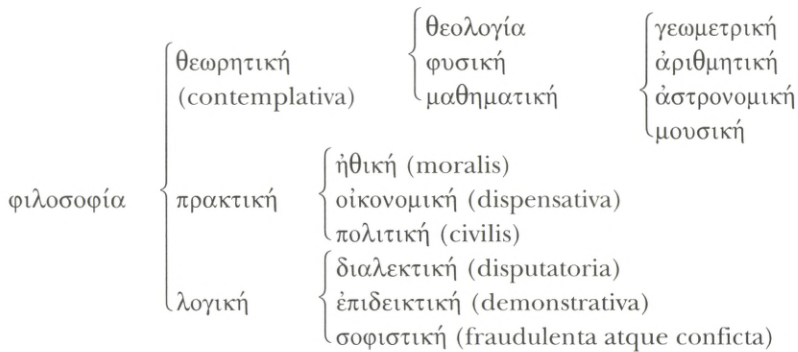 θεολογία γεωμετρική
θεωρητική φυσική ἀριθμητική
(contemplativa) μαθηματική ἀστρονομική
μουσική
ἠθική (moralis)
φιλοσοφία πρακτική οἰκονομική (dispensativa)
πολιτική (civilis)
διαλεκτική (disputatoria)
λογική ἐπιδεικτική (demonstrativa)
σοφιστική (fraudulenta atque conficta)